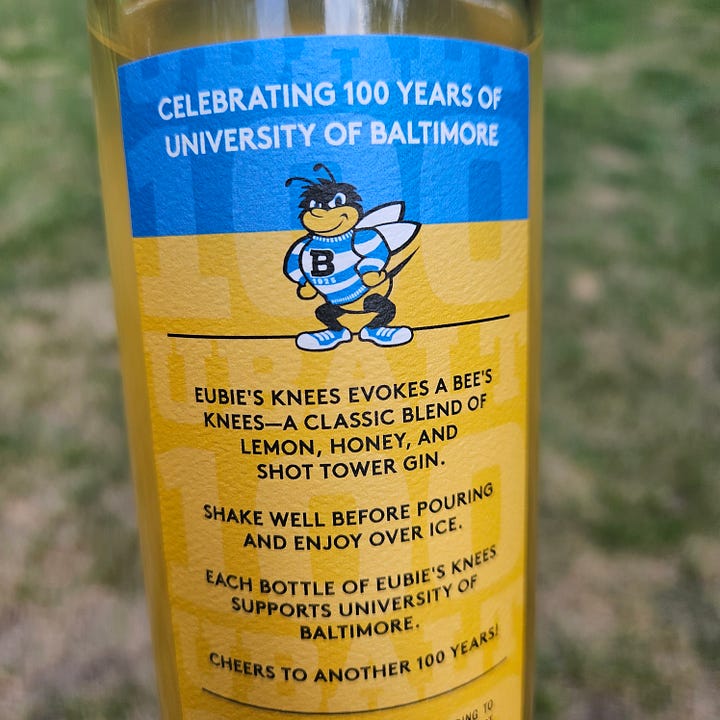 CELEBRATING 100 YEARS OF
UNIVERSITY OF BALTIMORE
B
1925
EUBIE'S KNEES EVOKES A BEE'S
KNEES—A CLASSIC BLEND OF
LEMON, HONEY, AND
SHOT TOWER GIN.
SHAKE WELL BEFORE POURING
AND ENJOY OVER ICE.
EACH BOTTLE OF EUBIE'S KNEES
SUPPORTS UNIVERSITY OF
BALTIMORE.
CHEERS TO ANOTHER 100 YEARS!
TO